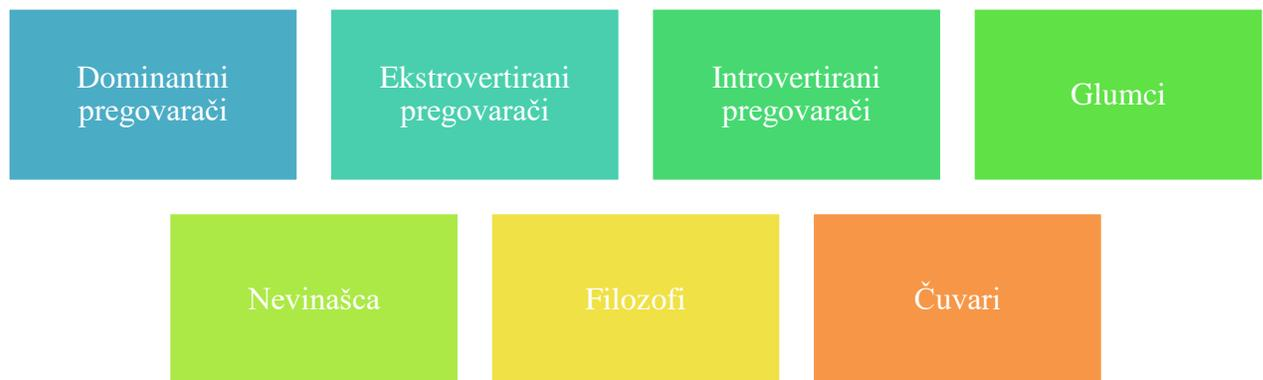 Dominantni
pregovarači
Ekstrovertirani
pregovarači
Introvertirani
pregovarači
Glumci
Nevinašca
Filozofi
Čuvari